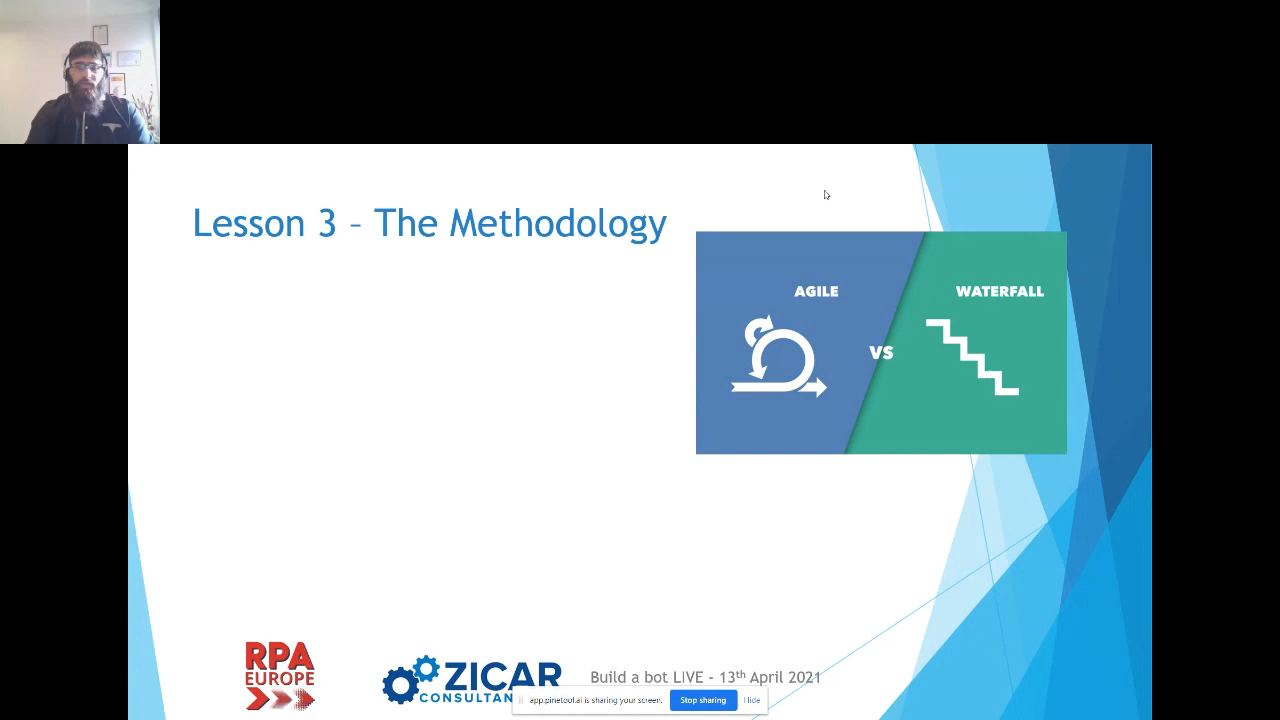 Lesson 3 – The Methodology
AGILE
WATERFALL
VS
RPA
EUROPE
ZICAR
Build a bot LIVE - 13th April 2021
app.pinetool.ai is sharing your screen.
Stop sharing
Hide